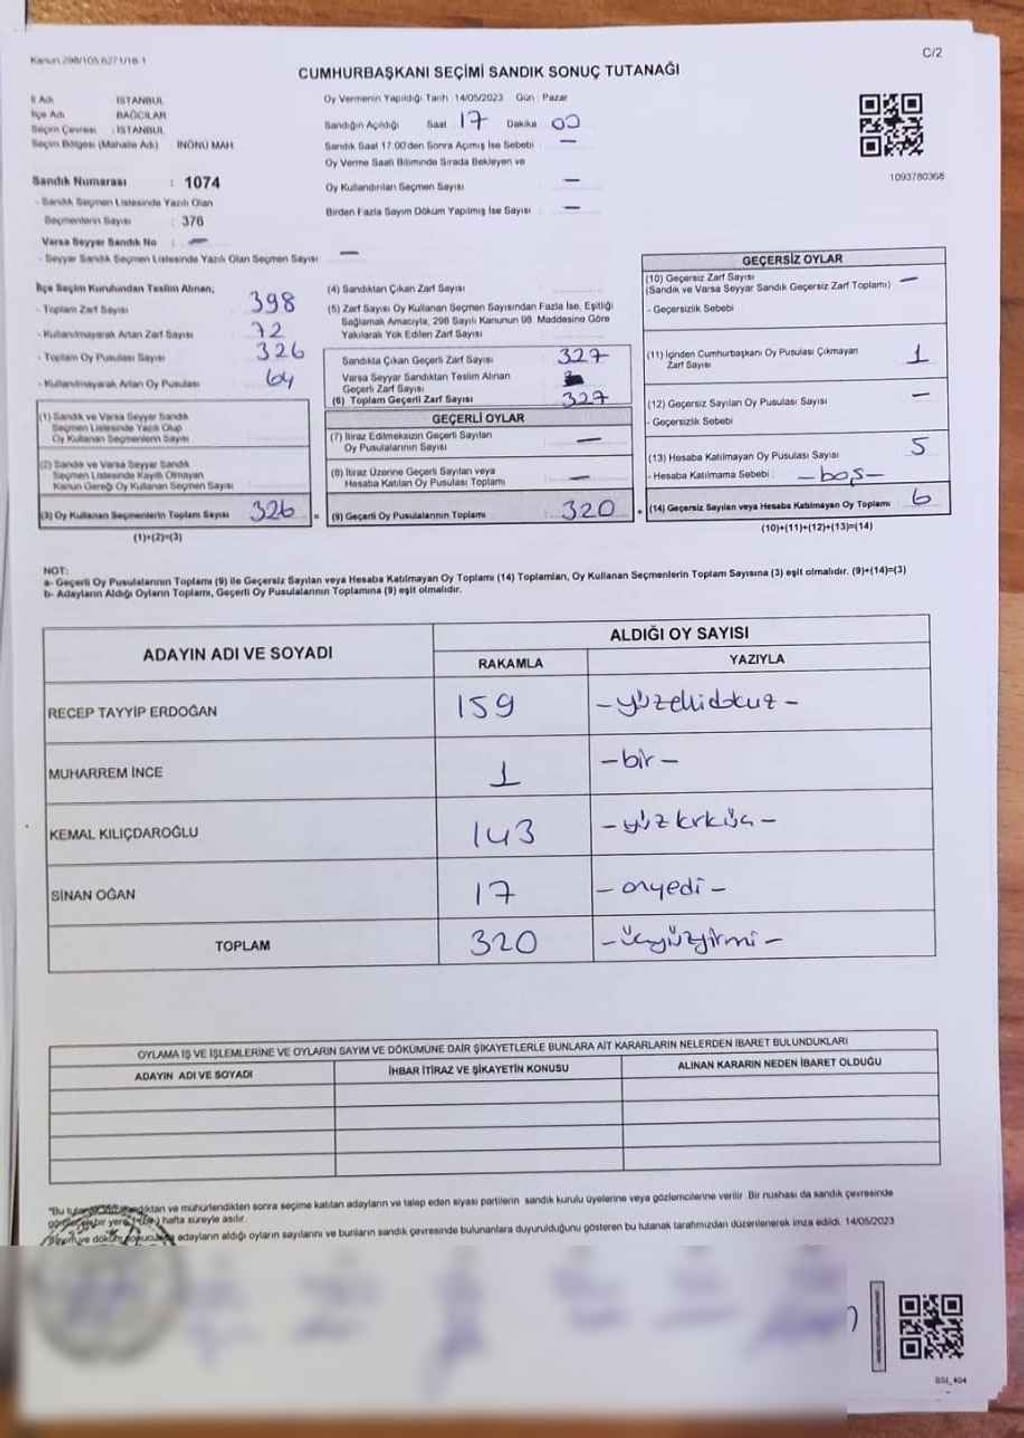 Kanun 298/105 6271/18.1
C/2
CUMHURBAŞKANI SEÇİMİ SANDIK SONUÇ TUTANAĞI
İl Adı : İSTANBUL
İlçe Adı : BAĞCILAR
Seçim Çevresi : İSTANBUL
Seçim Bölgesi (Mahalle Adı) : İNÖNÜ MAH.
Sandık Numarası : 1074
- Sandık Seçmen Listesinde Yazılı Olan
Seçmenlerin Sayısı : 376
Varsa Seyyar Sandık No : —
- Seyyar Sandık Seçmen Listesinde Yazılı Olan Seçmen Sayısı —
Oy Vermenin Yapıldığı Tarih 14/05/2023 Gün Pazar
Sandığın Açıldığı Saat 17 Dakika 00
Sandık Saat 17.00'den Sonra Açımış İse Sebebi —
Oy Verme Saati Bitiminde Sırada Bekleyen ve
Oy Kullandırılan Seçmen Sayısı —
Birden Fazla Sayım Döküm Yapılmış İse Sayısı —
1093780368
İlçe Seçim Kurulundan Teslim Alınan;
- Toplam Zarf Sayısı 398
- Kullanılmayarak Artan Zarf Sayısı 72
- Toplam Oy Pusulası Sayısı 326
- Kullanılmayarak Artan Oy Pusulası 64
(1) Sandık ve Varsa Seyyar Sandık
Seçmen Listesinde Yazılı Olup
Oy Kullanan Seçmenlerin Sayısı
(2) Sandık ve Varsa Seyyar Sandık
Seçmen Listesinde Kayıtlı Olmayan
Kanun Gereği Oy Kullanan Seçmen Sayısı
(3) Oy Kullanan Seçmenlerin Toplam Sayısı 326
(1)+(2)=(3)
(4) Sandıktan Çıkan Zarf Sayısı
(5) Zarf Sayısı Oy Kullanan Seçmen Sayısından Fazla İse, Eşitliği
Sağlamak Amacıyla, 298 Sayılı Kanunun 98. Maddesine Göre
Yakılarak Yok Edilen Zarf Sayısı
Sandıkta Çıkan Geçerli Zarf Sayısı 327
Varsa Seyyar Sandıktan Teslim Alınan
Geçerli Zarf Sayısı
(6) Toplam Geçerli Zarf Sayısı 327
GEÇERLİ OYLAR
(7) İtiraz Edilmeksizin Geçerli Sayılan
Oy Pusulalarının Sayısı —
(8) İtiraz Üzerine Geçerli Sayılan veya
Hesaba Katılan Oy Pusulası Toplamı —
= (9) Geçerli Oy Pusulalarının Toplamı : 320
GEÇERSİZ OYLAR
(10) Geçersiz Zarf Sayısı —
(Sandık ve Varsa Seyyar Sandık Geçersiz Zarf Toplamı)
- Geçersizlik Sebebi
(11) İçinden Cumhurbaşkanı Oy Pusulası Çıkmayan
Zarf Sayısı 1
(12) Geçersiz Sayılan Oy Pusulası Sayısı —
- Geçersizlik Sebebi
(13) Hesaba Katılmayan Oy Pusulası Sayısı 5
- Hesaba Katılmama Sebebi — boş —
+ (14) Geçersiz Sayılan veya Hesaba Katılmayan Oy Toplamı 6
(10)+(11)+(12)+(13)=(14)
NOT:
a- Geçerli Oy Pusulalarının Toplamı (9) ile Geçersiz Sayılan veya Hesaba Katılmayan Oy Toplamı (14) Toplamları, Oy Kullanan Seçmenlerin Toplam Sayısına (3) eşit olmalıdır. (9)+(14)=(3)
b- Adayların Aldığı Oyların Toplamı, Geçerli Oy Pusulalarının Toplamına (9) eşit olmalıdır.
ADAYIN ADI VE SOYADI
ALDIĞI OY SAYISI
RAKAMLA YAZIYLA
RECEP TAYYİP ERDOĞAN 159 - yüzellidokuz -
MUHARREM İNCE 1 - bir -
KEMAL KILIÇDAROĞLU 143 - yüzkırküç -
SİNAN OĞAN 17 - onyedi -
TOPLAM 320 - üçyüzyirmi -
OYLAMA İŞ VE İŞLEMLERİNE VE OYLARIN SAYIM VE DÖKÜMÜNE DAİR ŞİKAYETLERLE BUNLARA AİT KARARLARIN NELERDEN İBARET BULUNDUKLARI
ADAYIN ADI VE SOYADI İHBAR İTİRAZ VE ŞİKAYETİN KONUSU ALINAN KARARIN NEDEN İBARET OLDUĞU
"Bu ve mühürlendikten sonra seçime katılan adayların ve talep eden siyasi partilerin sandık kurulu üyelerine veya gözlemcilerine verilir. Bir nüshası da sandık çevresinde
bir yere hafta süreyle asılır.
ve adayların aldığı oyların sayılarını ve bunların sandık çevresinde bulunanlara duyurulduğunu gösteren bu tutanak tarafımızdan düzenlenerek imza edildi. 14/05/2023